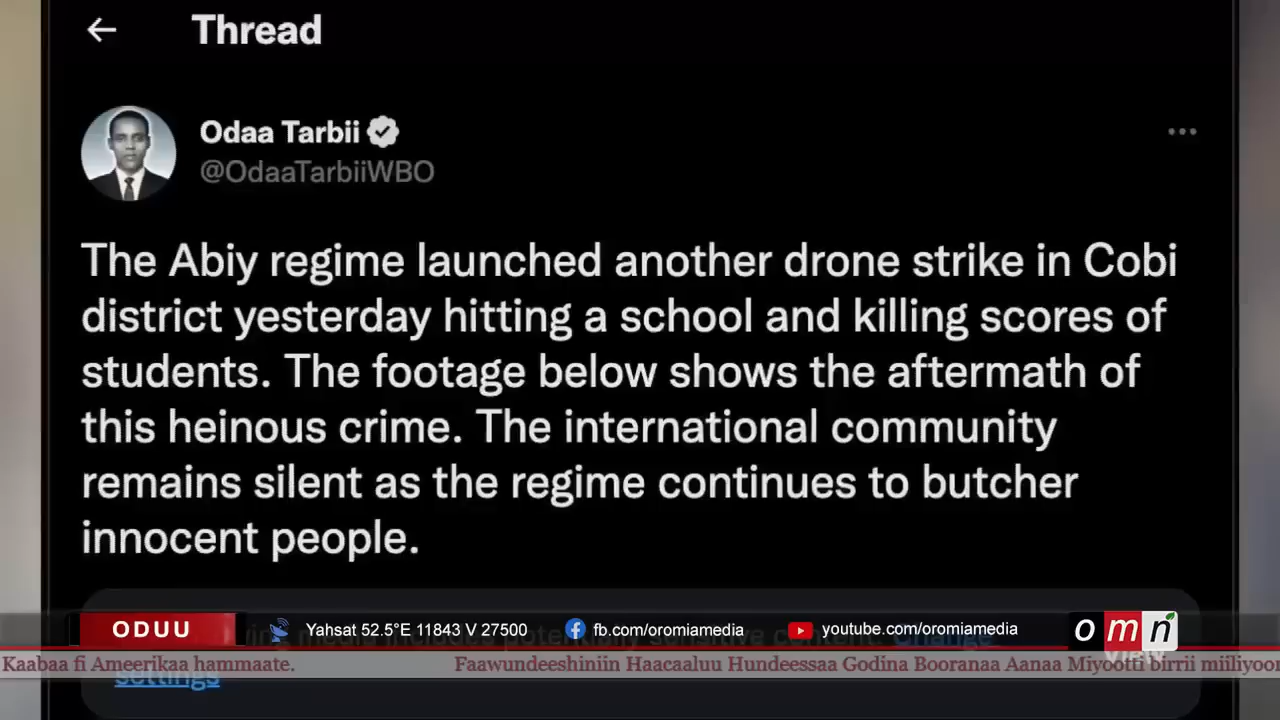 Thread
Odaa Tarbii
@OdaaTarbiiWBO
The Abiy regime launched another drone strike in Cobi
district yesterday hitting a school and killing scores of
students. The footage below shows the aftermath of
this heinous crime. The international community
remains silent as the regime continues to butcher
innocent people.
ODUU Yahsat 52.5°E 11843 V 27500 fb.com/oromiamedia youtube.com/oromiamedia omn
Kaabaa fi Ameerikaa hammaate. Faawundeeshiniin Haacaaluu Hundeessaa Godina Booranaa Aanaa Miyootti birrii miiliyoon
settings